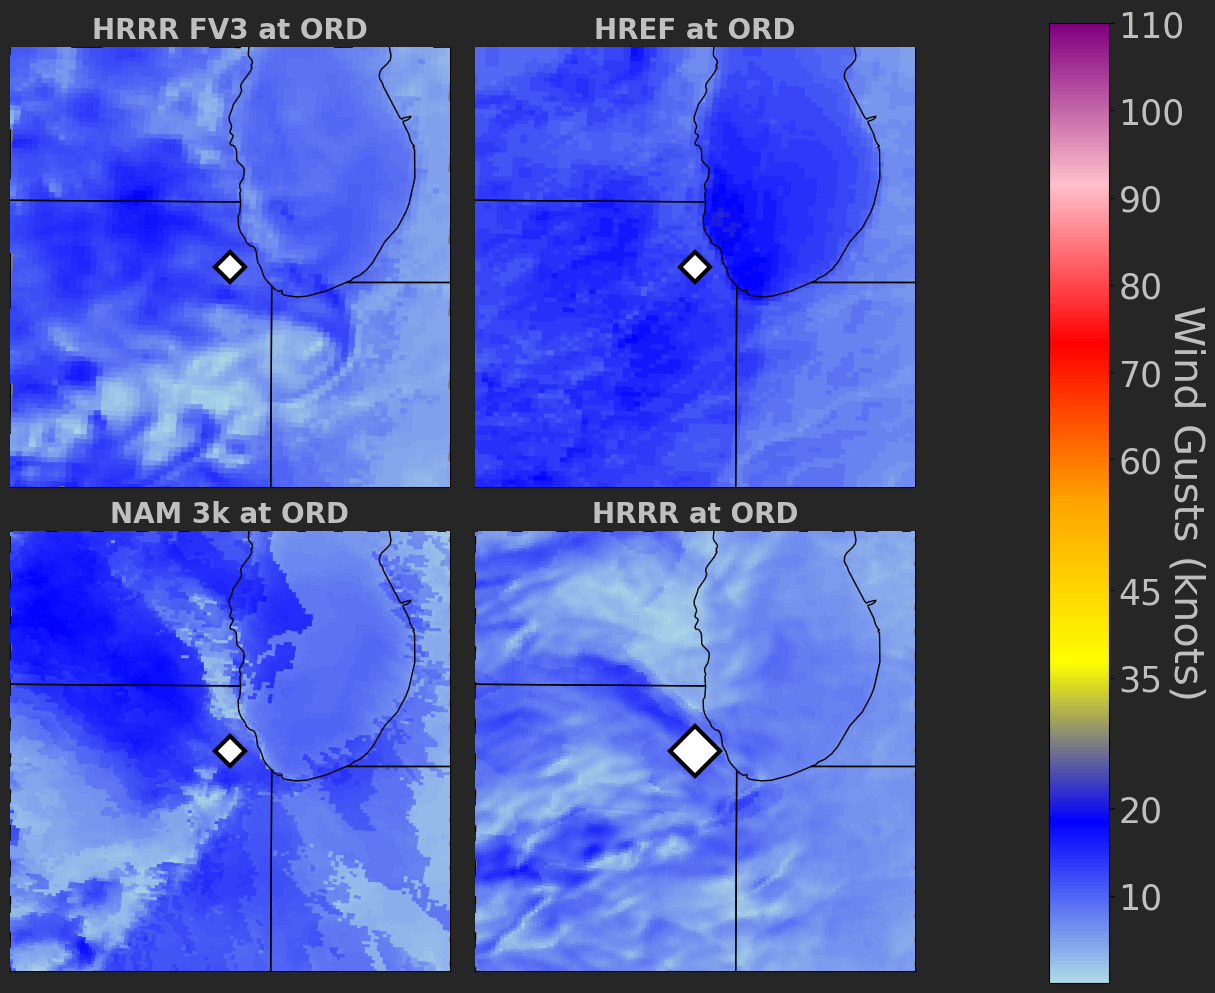 HRRR FV3 at ORD
HREF at ORD
NAM 3k at ORD
HRRR at ORD
110
100
90
80
70
60
45
35
20
10
Wind Gusts (knots)